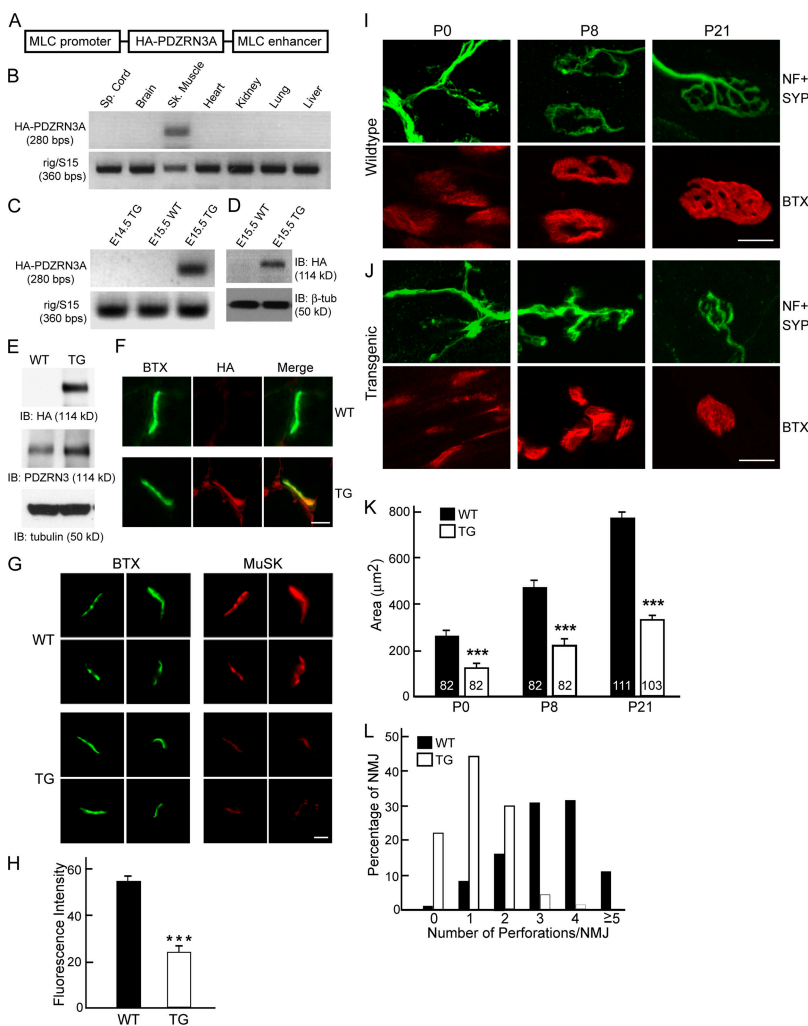 A
MLC promoter
HA-PDZRN3A
MLC enhancer
B
Sp. Cord
Brain
Sk. Muscle
Heart
Kidney
Lung
Liver
HA-PDZRN3A
(280 bps)
rig/S15
(360 bps)
C
E14.5 TG
E15.5 WT
E15.5 TG
HA-PDZRN3A
(280 bps)
rig/S15
(360 bps)
D
E15.5 WT
E15.5 TG
IB: HA
(114 kD)
IB: β-tub
(50 kD)
E
WT TG
IB: HA (114 kD)
IB: PDZRN3 (114 kD)
IB: tubulin (50 kD)
F
BTX HA Merge
WT
TG
G
BTX MuSK
WT
TG
H
Fluorescence Intensity
60
40
20
0
***
WT TG
I
P0 P8 P21
Wildtype
NF+
SYP
BTX
J
Transgenic
NF+
SYP
BTX
K
WT
TG
Area (μm2)
800
600
400
200
0
***
***
***
82 82 82 82 111 103
P0 P8 P21
L
WT
TG
Percentage of NMJ
50
40
30
20
10
0
0 1 2 3 4 ≥5
Number of Perforations/NMJ